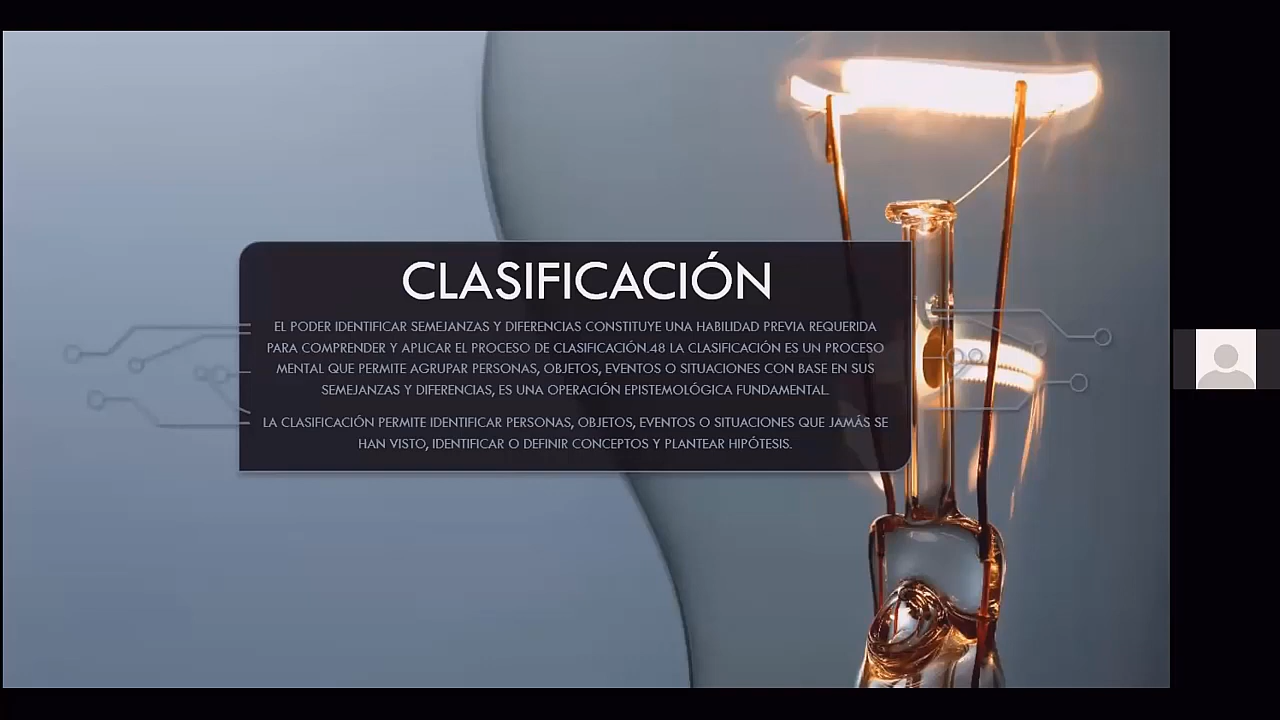 CLASIFICACIÓN
EL PODER IDENTIFICAR SEMEJANZAS Y DIFERENCIAS CONSTITUYE UNA HABILIDAD PREVIA REQUERIDA
PARA COMPRENDER Y APLICAR EL PROCESO DE CLASIFICACIÓN.48 LA CLASIFICACIÓN ES UN PROCESO
MENTAL QUE PERMITE AGRUPAR PERSONAS, OBJETOS, EVENTOS O SITUACIONES CON BASE EN SUS
SEMEJANZAS Y DIFERENCIAS, ES UNA OPERACIÓN EPISTEMOLÓGICA FUNDAMENTAL.
LA CLASIFICACIÓN PERMITE IDENTIFICAR PERSONAS, OBJETOS, EVENTOS O SITUACIONES QUE JAMÁS SE
HAN VISTO, IDENTIFICAR O DEFINIR CONCEPTOS Y PLANTEAR HIPÓTESIS.